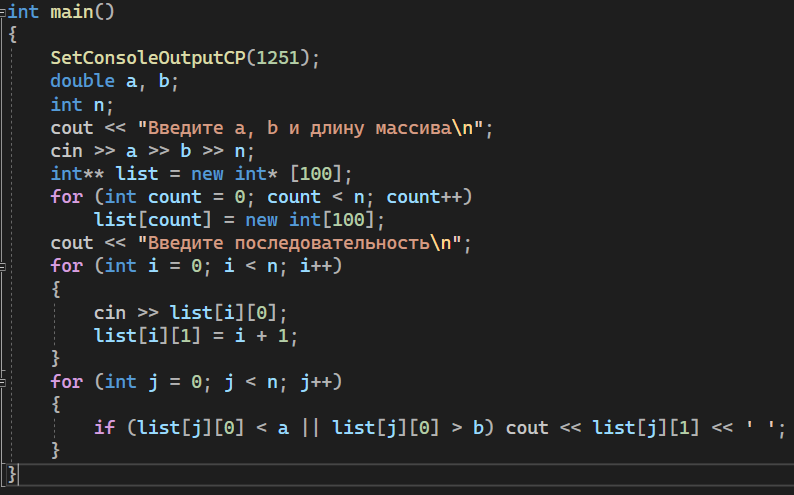 int main()
{
    SetConsoleOutputCP(1251);
    double a, b;
    int n;
    cout << "Введите a, b и длину массива\n";
    cin >> a >> b >> n;
    int** list = new int* [100];
    for (int count = 0; count < n; count++)
        list[count] = new int[100];
    cout << "Введите последовательность\n";
    for (int i = 0; i < n; i++)
    {
        cin >> list[i][0];
        list[i][1] = i + 1;
    }
    for (int j = 0; j < n; j++)
    {
        if (list[j][0] < a || list[j][0] > b) cout << list[j][1] << ' ';
    }
}